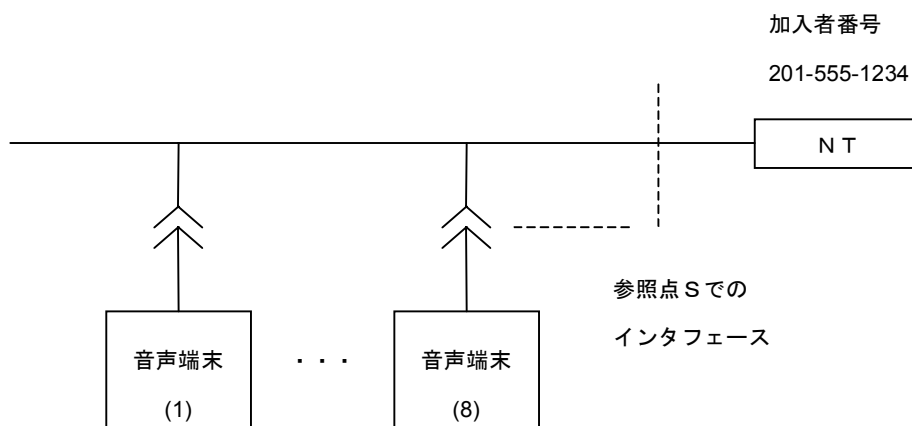 加入者番号
201-555-1234
ＮＴ
参照点Ｓでの
インタフェース
音声端末
(1)
・・・
音声端末
(8)